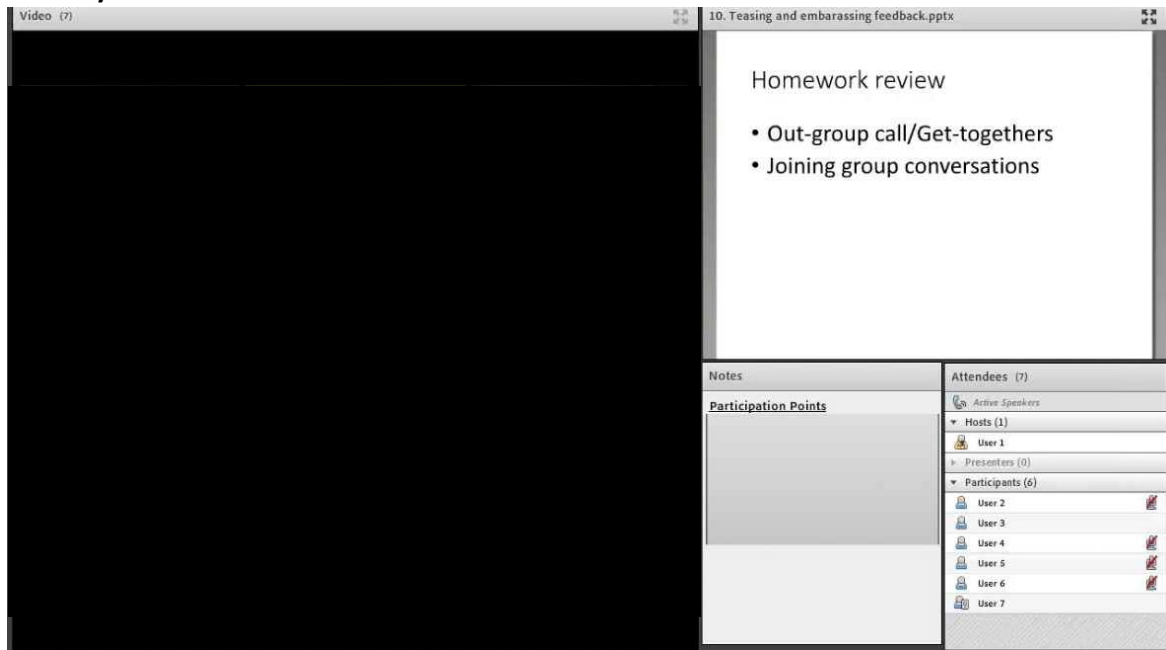 Video (7)
10. Teasing and embarassing feedback.pptx
Homework review
• Out-group call/Get-togethers
• Joining group conversations
Notes
Participation Points
Attendees (7)
Active Speakers
Hosts (1)
User 1
Presenters (0)
Participants (6)
User 2
User 3
User 4
User 5
User 6
User 7